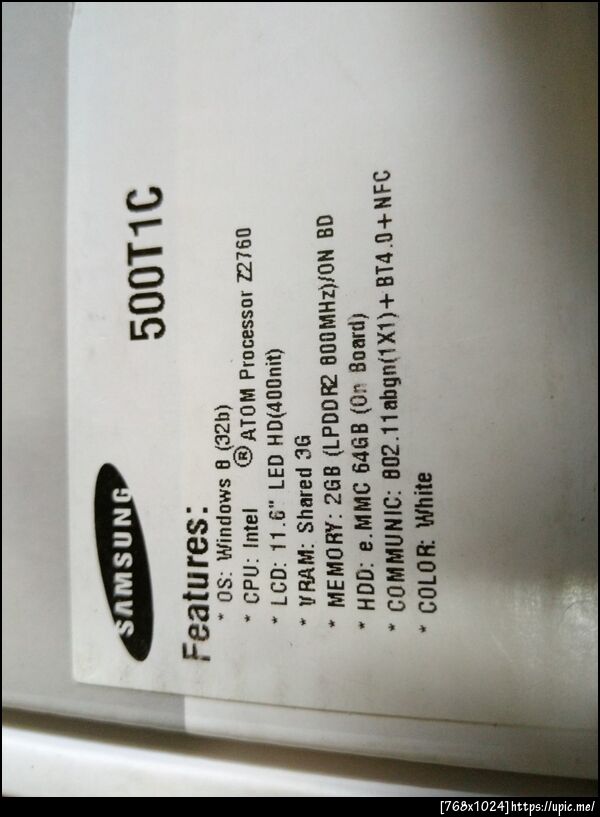 SAMSUNG
500T1C
Features:
* OS: Windows 8 (32b)
* CPU: Intel ®ATOM Processor Z2760
* LCD: 11.6" LED HD(400nit)
* VRAM: Shared 3G
* MEMORY: 2GB (LPDDR2 800MHz)/ON BD
* HDD: e.MMC 64GB (On Board)
* COMMUNIC: 802.11abgn(1X1)+ BT4.0+NFC
* COLOR: White
[768x1024]https://upic.me/